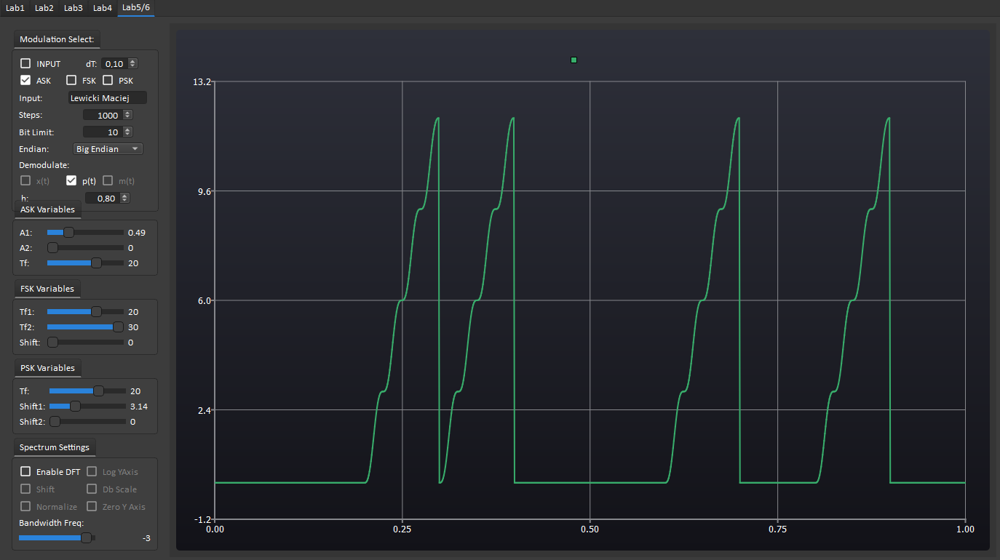 Lab1 Lab2 Lab3 Lab4 Lab5/6
Modulation Select:
INPUT dT: 0,10
ASK FSK PSK
Input: Lewicki Maciej
Steps: 1000
Bit Limit: 10
Endian: Big Endian
Demodulate:
x(t) p(t) m(t)
h: 0,80
ASK Variables
A1: 0.49
A2: 0
Tf: 20
FSK Variables
Tf1: 20
Tf2: 30
Shift: 0
PSK Variables
Tf: 20
Shift1: 3.14
Shift2: 0
Spectrum Settings
Enable DFT Log YAxis
Shift Db Scale
Normalize Zero Y Axis
Bandwidth Freq:
-3
13.2
9.6
6.0
2.4
-1.2
0.00 0.25 0.50 0.75 1.00